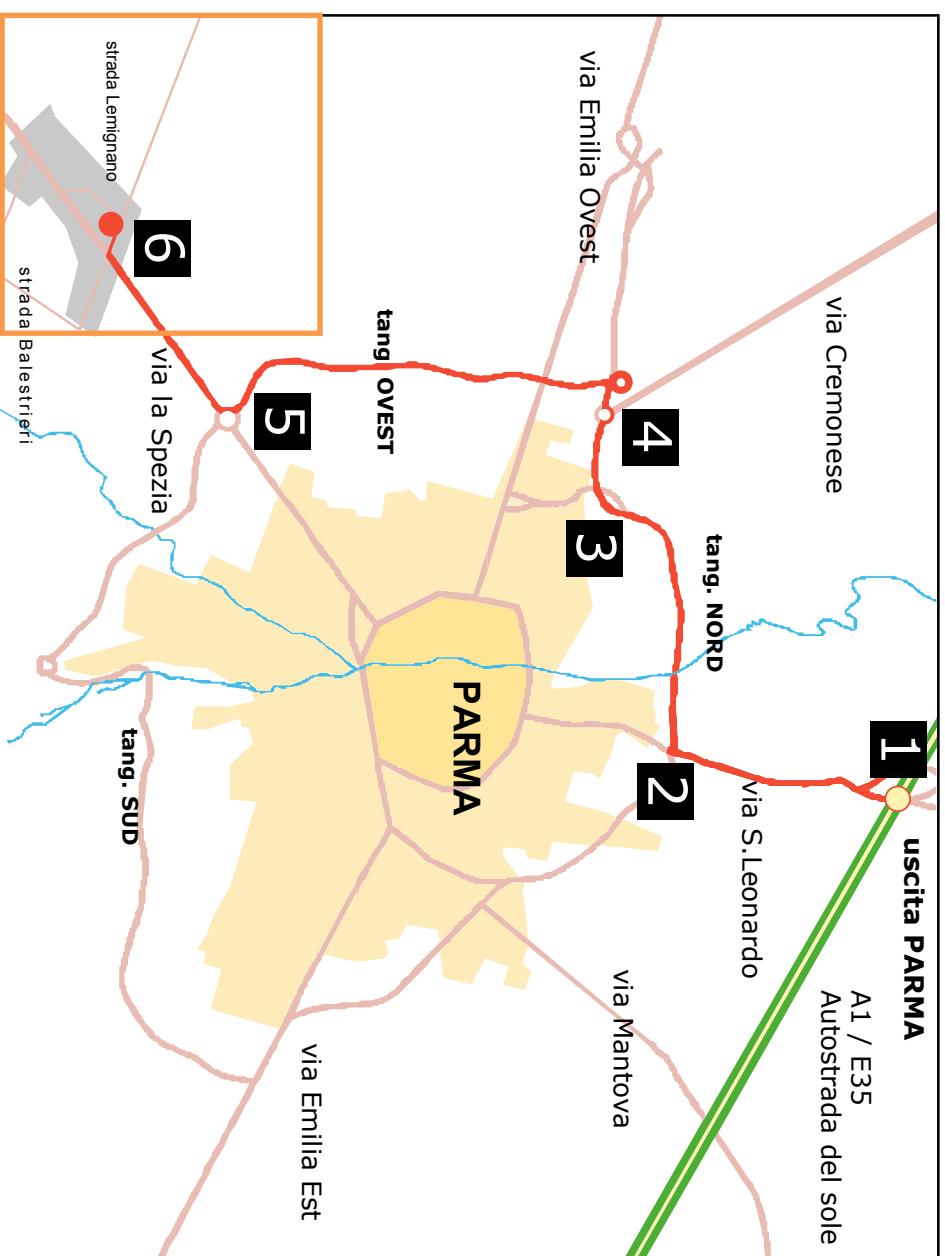 uscita PARMA
1
A1 / E35
Autostrada del sole
via Cremonese
via S.Leonardo
tang. NORD
2
4
via Mantova
3
via Emilia Ovest
PARMA
tang. OVEST
5
via Emilia Est
6
via la Spezia
tang. SUD
strada Lemignano
strada Balestrieri